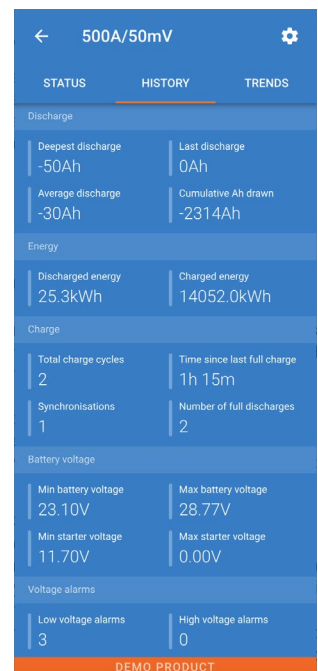 500A/50mV
STATUS HISTORY TRENDS
Discharge
Deepest discharge Last discharge
-50Ah 0Ah
Average discharge Cumulative Ah drawn
-30Ah -2314Ah
Energy
Discharged energy Charged energy
25.3kWh 14052.0kWh
Charge
Total charge cycles Time since last full charge
2 1h 15m
Synchronisations Number of full discharges
1 2
Battery voltage
Min battery voltage Max battery voltage
23.10V 28.77V
Min starter voltage Max starter voltage
11.70V 0.00V
Voltage alarms
Low voltage alarms High voltage alarms
3 0
DEMO PRODUCT